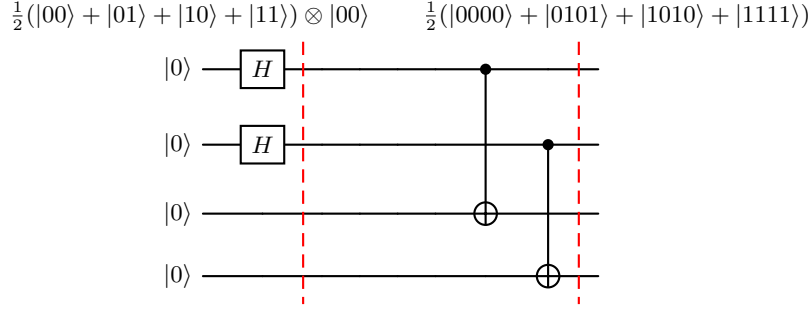 ½(|00⟩ + |01⟩ + |10⟩ + |11⟩) ⊗ |00⟩
½(|0000⟩ + |0101⟩ + |1010⟩ + |1111⟩)
|0⟩ H
|0⟩ H
|0⟩
|0⟩